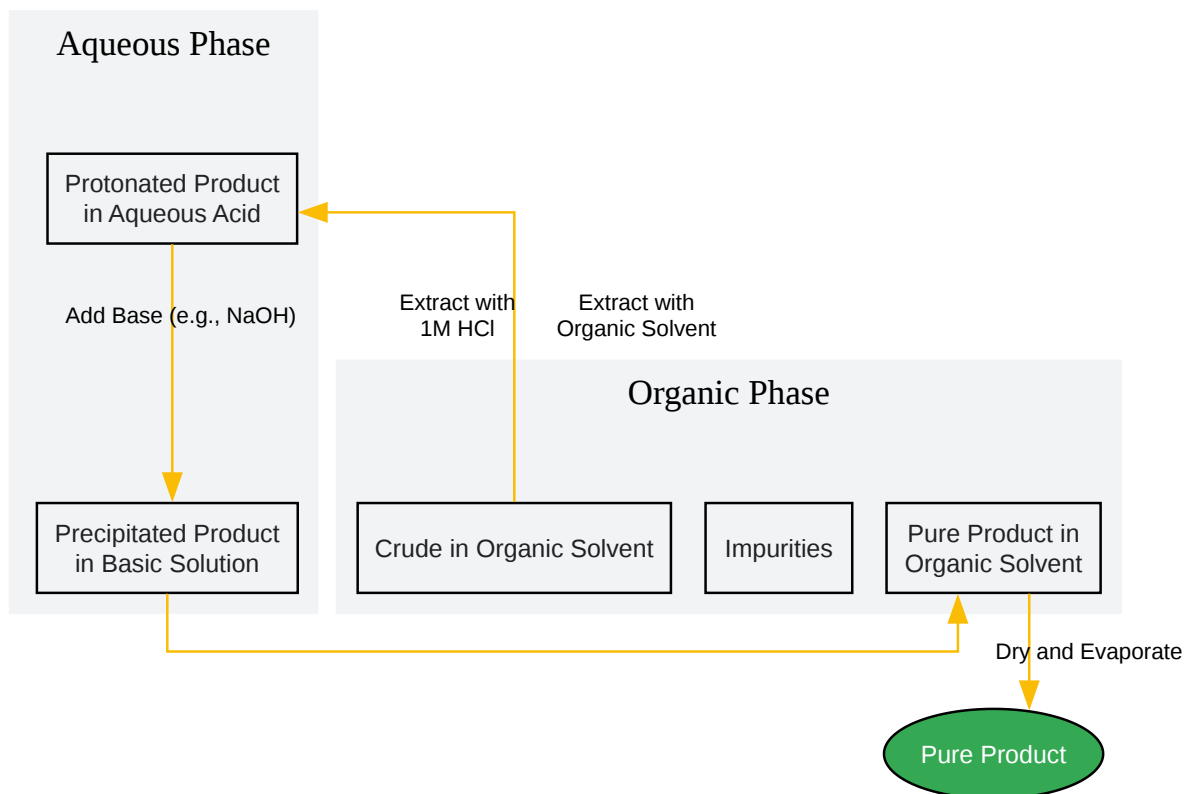 Aqueous Phase
Protonated Product
in Aqueous Acid
Add Base (e.g., NaOH)
Extract with
1M HCl
Extract with
Organic Solvent
Organic Phase
Precipitated Product
in Basic Solution
Crude in Organic Solvent
Impurities
Pure Product in
Organic Solvent
Dry and Evaporate
Pure Product